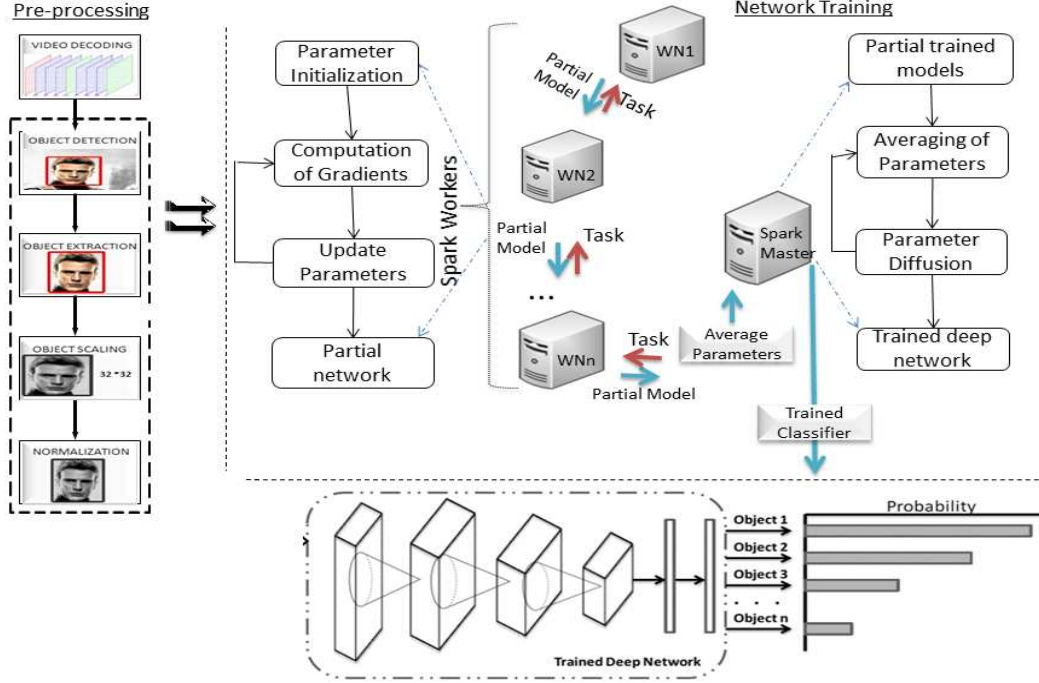 Pre-processing
VIDEO DECODING
OBJECT DETECTION
OBJECT EXTRACTION
OBJECT SCALING
32 *32
NORMALIZATION
Network Training
Parameter
Initialization
Computation
of Gradients
Update
Parameters
Partial
network
Spark Workers
WN1
Partial
Model
Task
WN2
Partial
Model
Task
...
WNn
Task
Partial Model
Average
Parameters
Spark
Master
Partial trained
models
Averaging of
Parameters
Parameter
Diffusion
Trained deep
network
Trained
Classifier
Trained Deep Network
Object 1
Object 2
Object 3
. . .
Object n
Probability